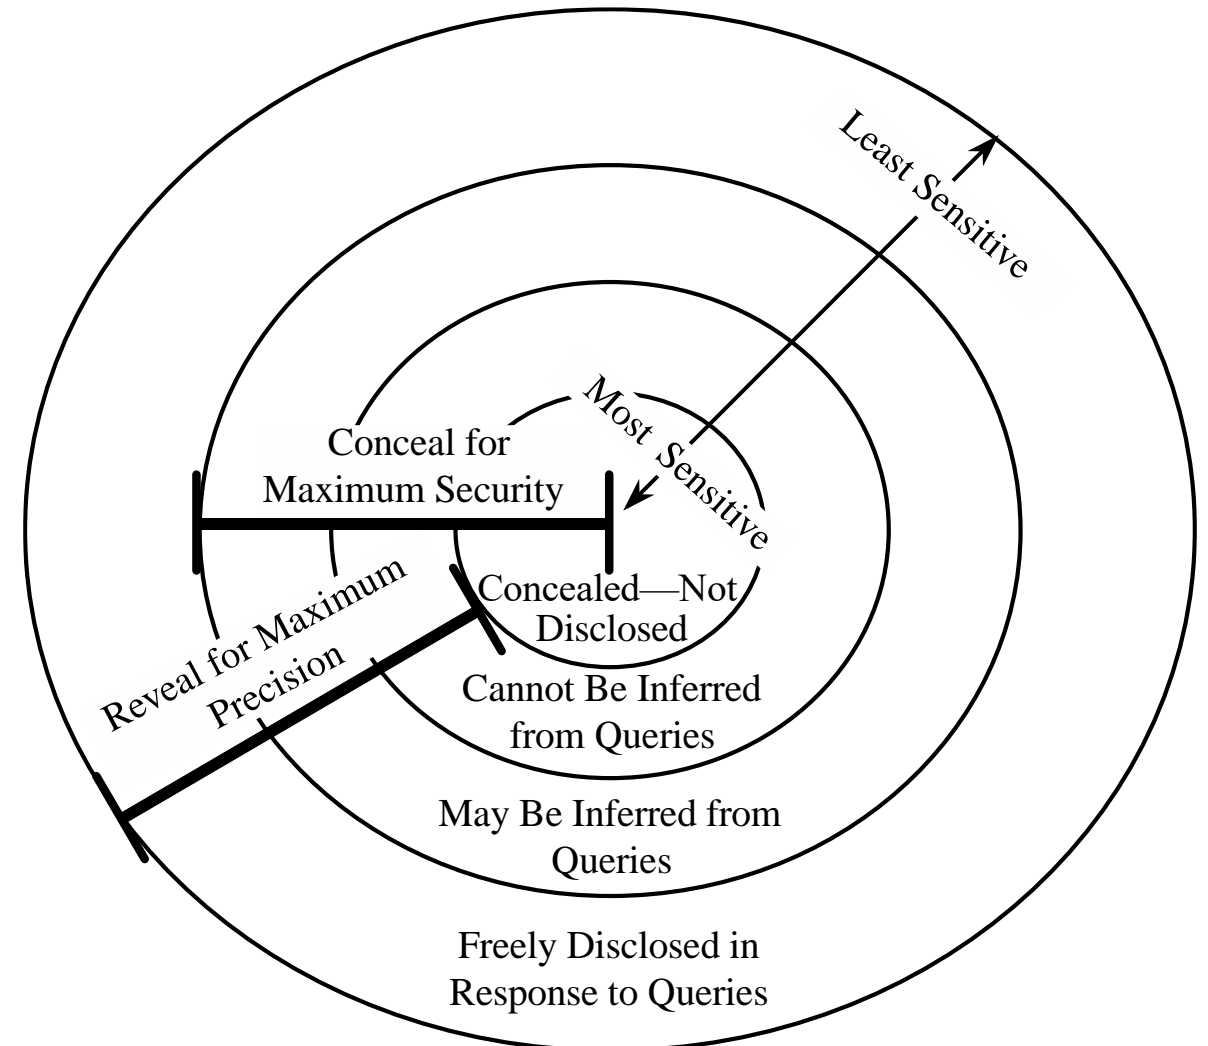 Least Sensitive
Most Sensitive
Conceal for
Maximum Security
Reveal for Maximum
Precision
Concealed—Not
Disclosed
Cannot Be Inferred
from Queries
May Be Inferred from
Queries
Freely Disclosed in
Response to Queries